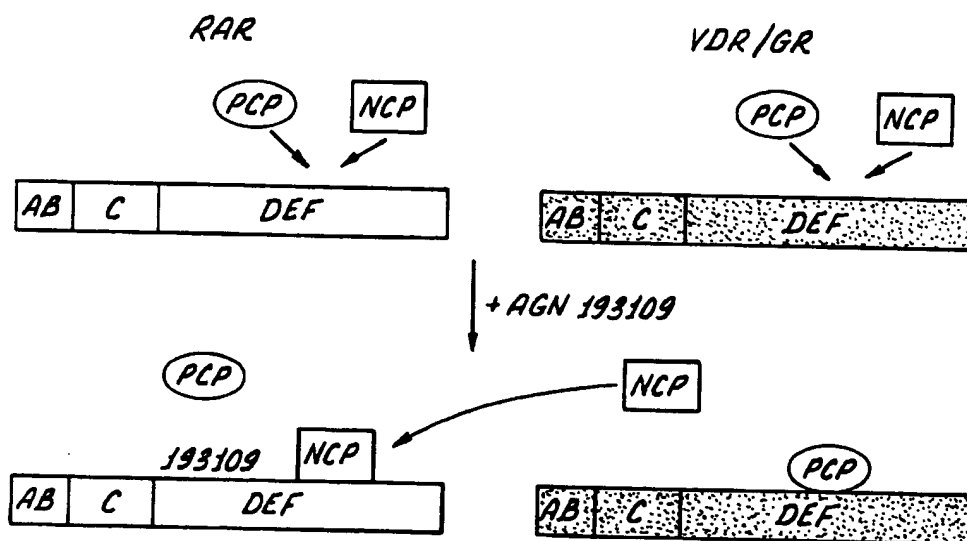 RAR
VDR/GR
PCP
NCP
PCP
NCP
AB C DEF
AB C DEF
+ AGN 193109
PCP
NCP
193109
NCP
PCP
AB C DEF
AB C DEF